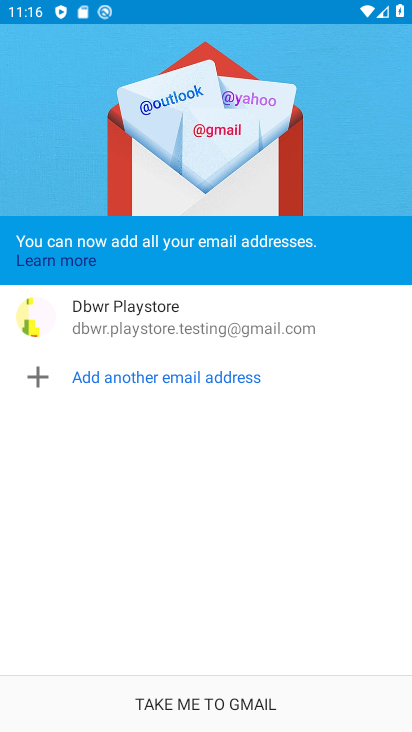 11:16
@outlook
@yahoo
@gmail
You can now add all your email addresses.
Learn more
Dbwr Playstore
dbwr.playstore.testing@gmail.com
Add another email address
TAKE ME TO GMAIL